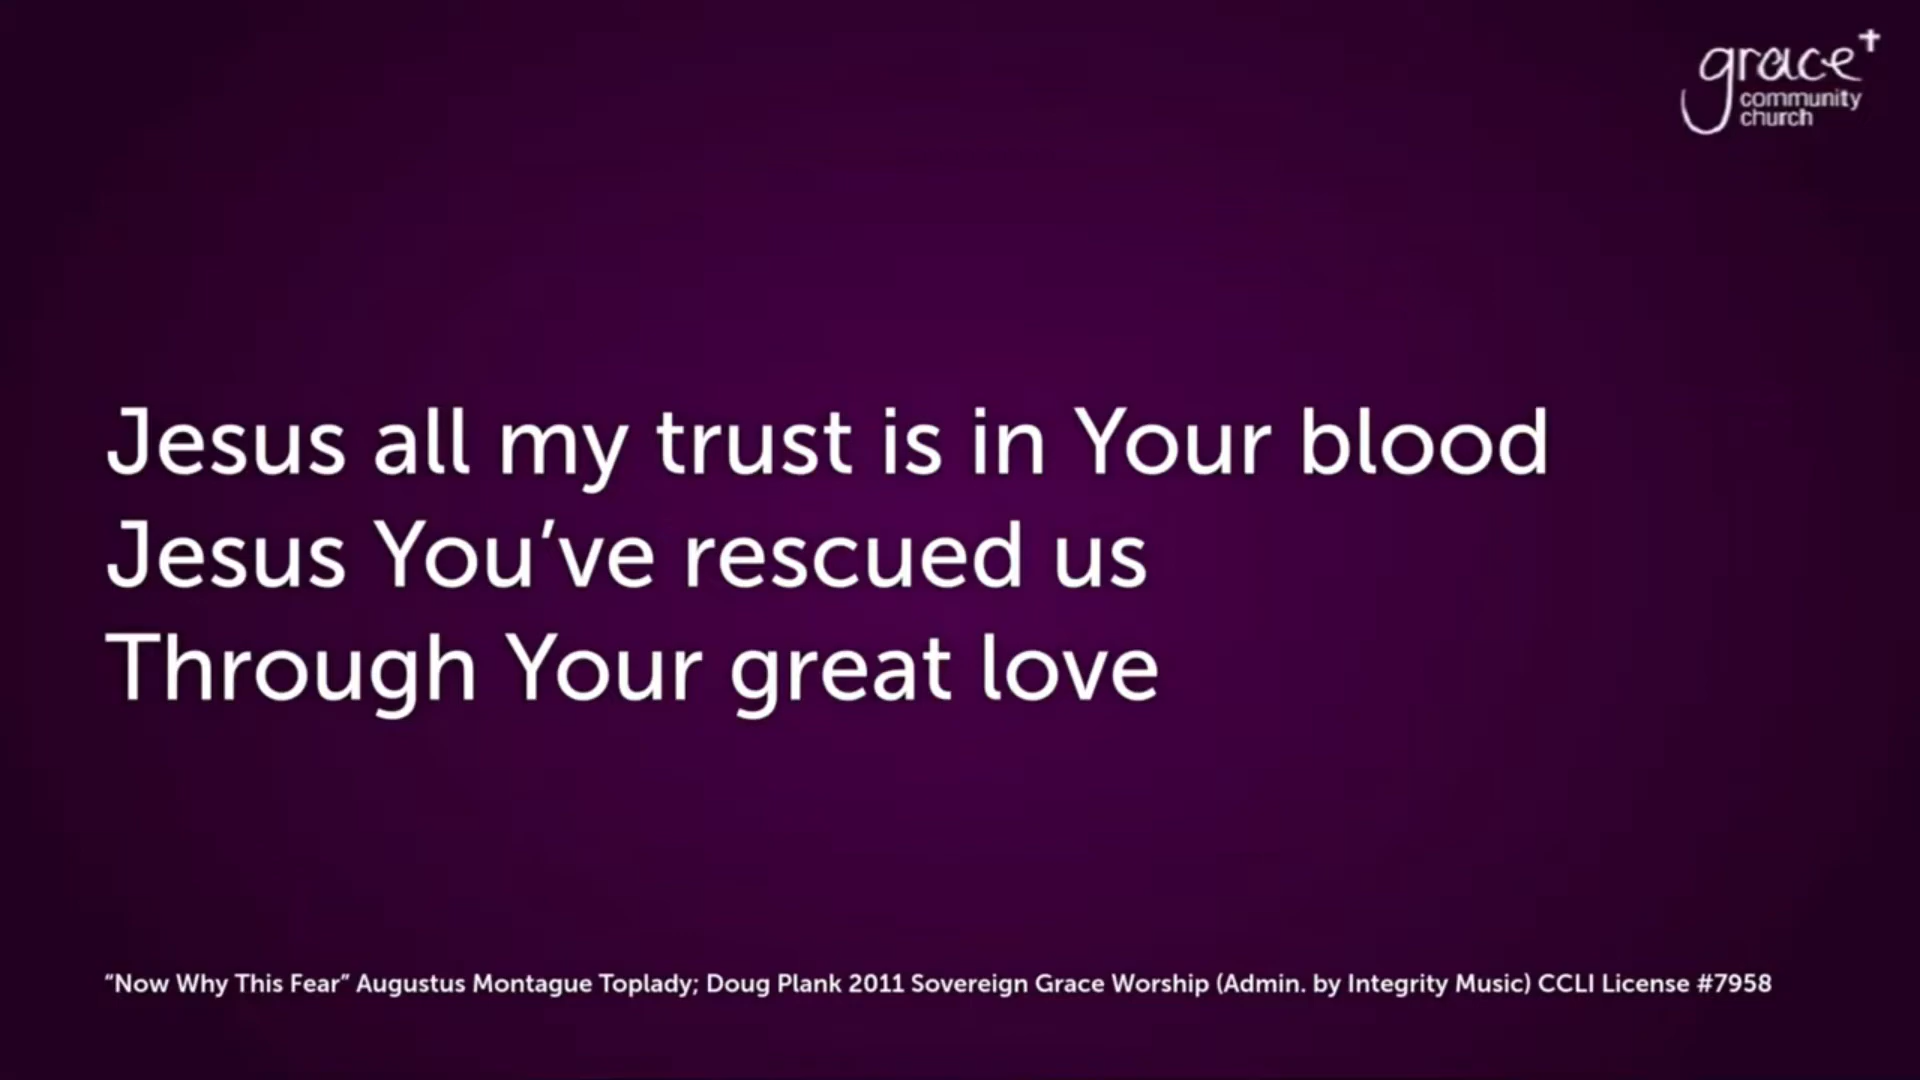 grace
community
church
Jesus all my trust is in Your blood
Jesus You’ve rescued us
Through Your great love
“Now Why This Fear” Augustus Montague Toplady; Doug Plank 2011 Sovereign Grace Worship (Admin. by Integrity Music) CCLI License #7958